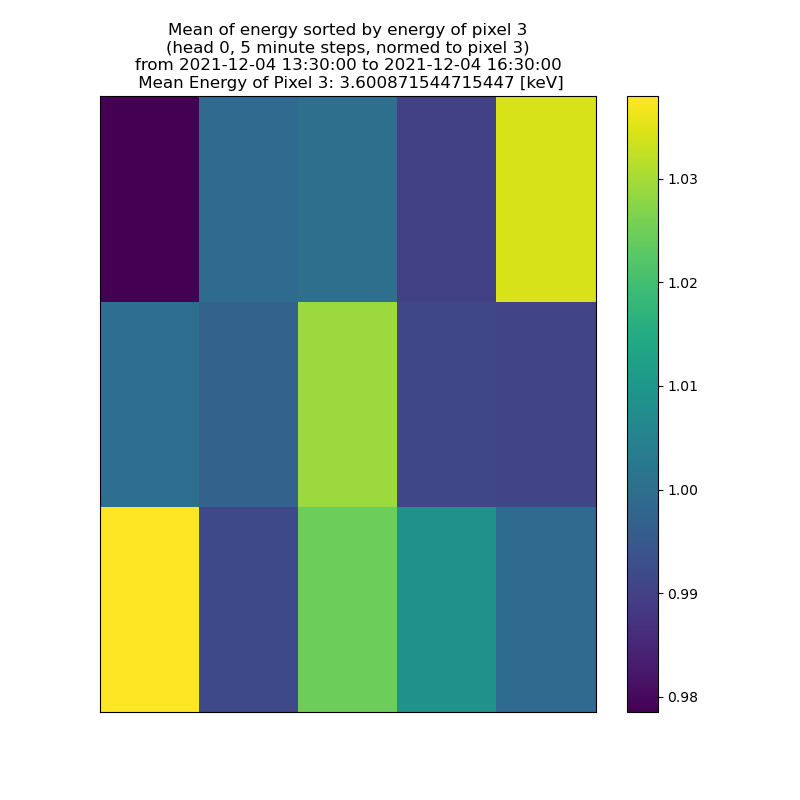 Mean of energy sorted by energy of pixel 3
(head 0, 5 minute steps, normed to pixel 3)
from 2021-12-04 13:30:00 to 2021-12-04 16:30:00
Mean Energy of Pixel 3: 3.600871544715447 [keV]
1.03
1.02
1.01
1.00
0.99
0.98